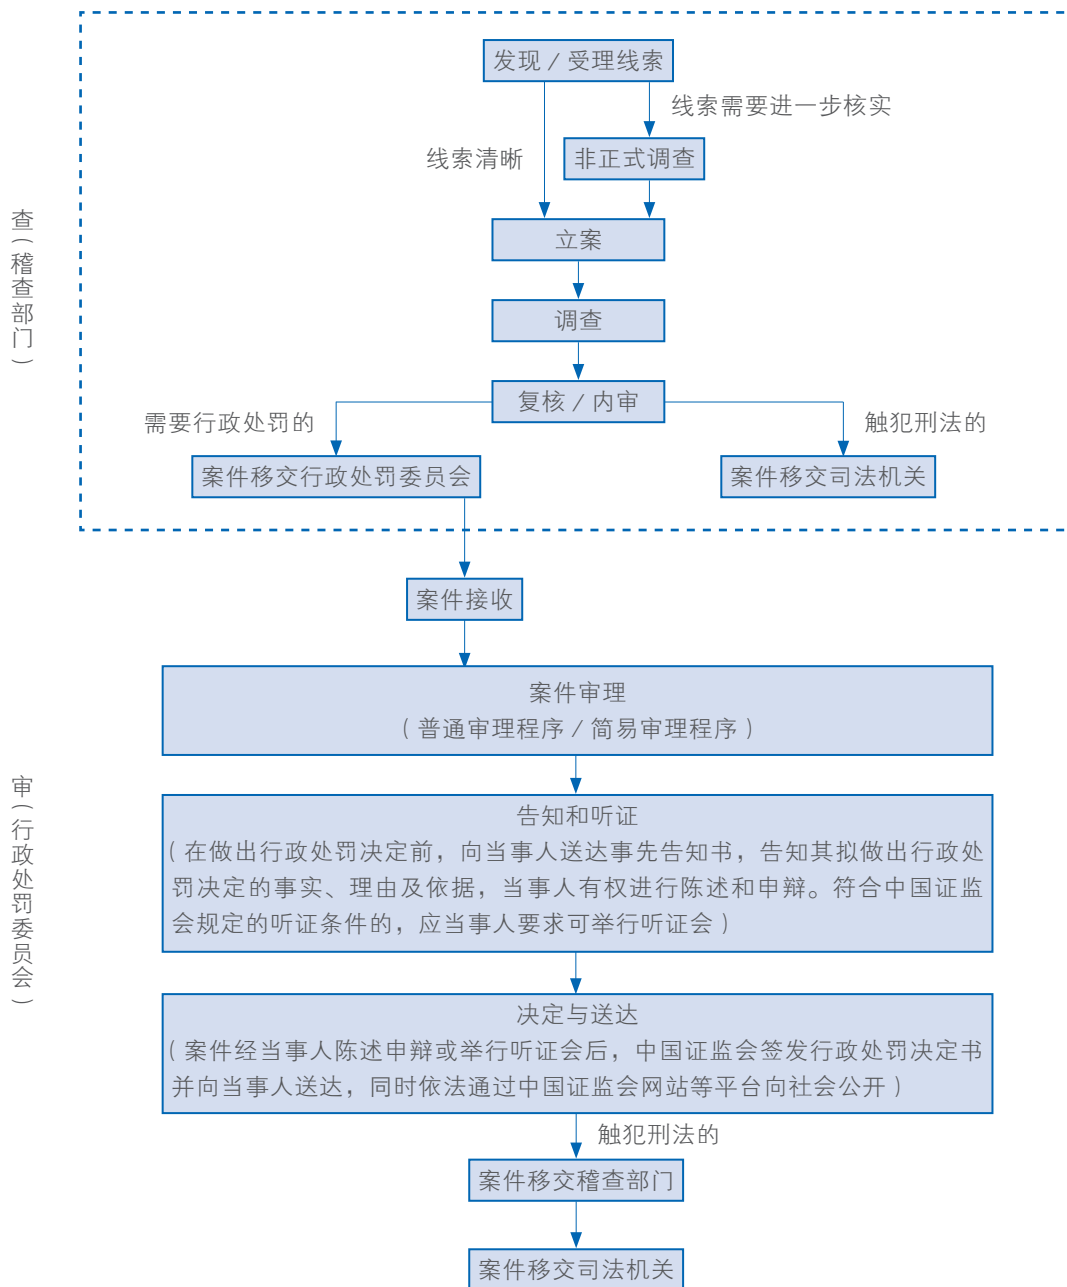 发现／受理线索
线索需要进一步核实
线索清晰
非正式调查
查（稽查部门）
立案
调查
复核／内审
需要行政处罚的
触犯刑法的
案件移交行政处罚委员会
案件移交司法机关
案件接收
案件审理
（普通审理程序／简易审理程序）
审（行政处罚委员会）
告知和听证
（在做出行政处罚决定前，向当事人送达事先告知书，告知其拟做出行政处
罚决定的事实、理由及依据，当事人有权进行陈述和申辩。符合中国证监
会规定的听证条件的，应当事人要求可举行听证会）
决定与送达
（案件经当事人陈述申辩或举行听证会后，中国证监会签发行政处罚决定书
并向当事人送达，同时依法通过中国证监会网站等平台向社会公开）
触犯刑法的
案件移交稽查部门
案件移交司法机关